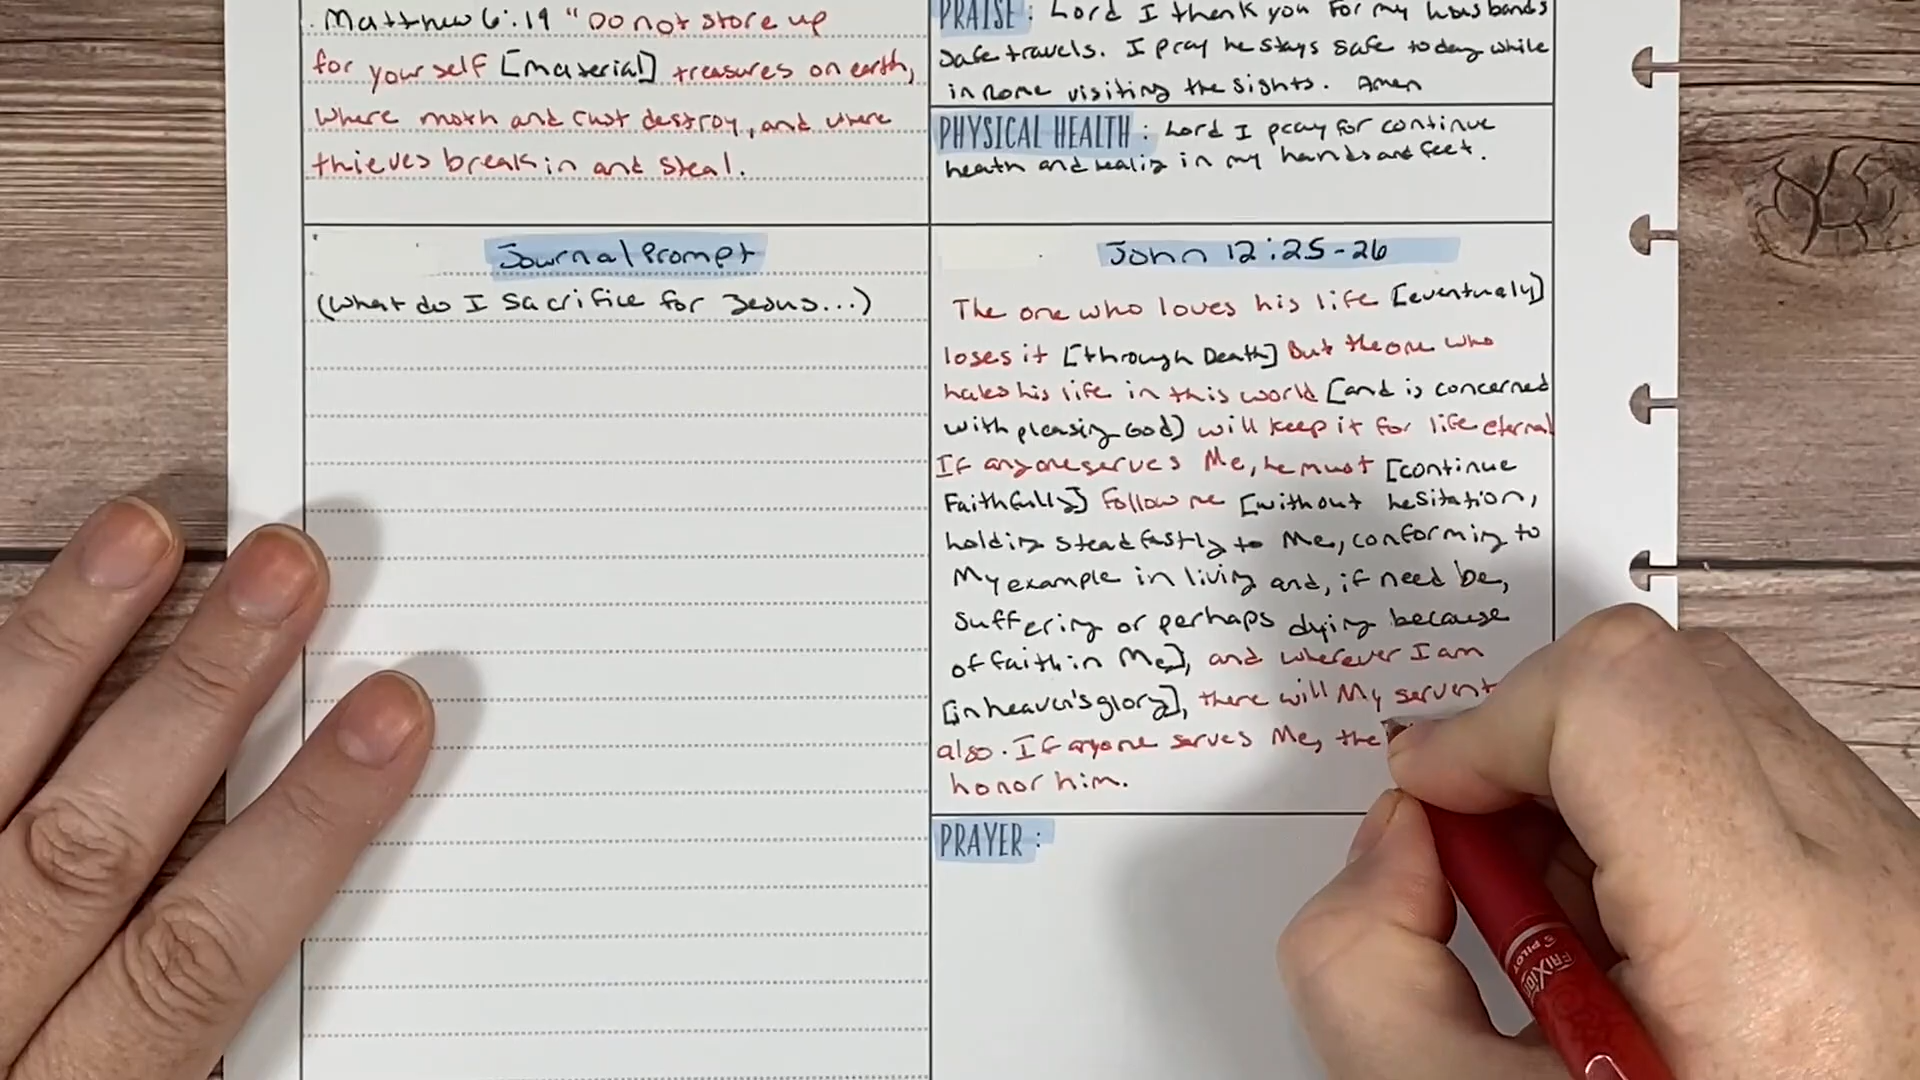 Matthew 6:19 "Do not store up
for yourself [material] treasures on earth,
where moth and rust destroy, and where
thieves break in and steal.
PRAISE: Lord I thank you for my husbands
safe travels. I pray he stays safe today while
in Rome visiting the sights. Amen
PHYSICAL HEALTH: Lord I pray for continue
heath and healig in my hands and feet.
Journal Prompt
(What do I sacrifice for Jesus...)
John 12:25-26
The one who loves his life [eventualy]
loses it [through Death] But the one who
hates his life in this world [and is concerned
with pleasing God] will keep it for life eternal
If anyone serves Me, he must [continue
Faithfully] Follow me [without hesitation,
holding steadfastly to Me, conforming to
My example in living and, if need be,
suffering or perhaps dying because
of faith in Me], and wherever I am
[in heaven's glory], there will My servent
also. If anyone serves Me, the
honor him.
PRAYER:
PILOT
FRIXION